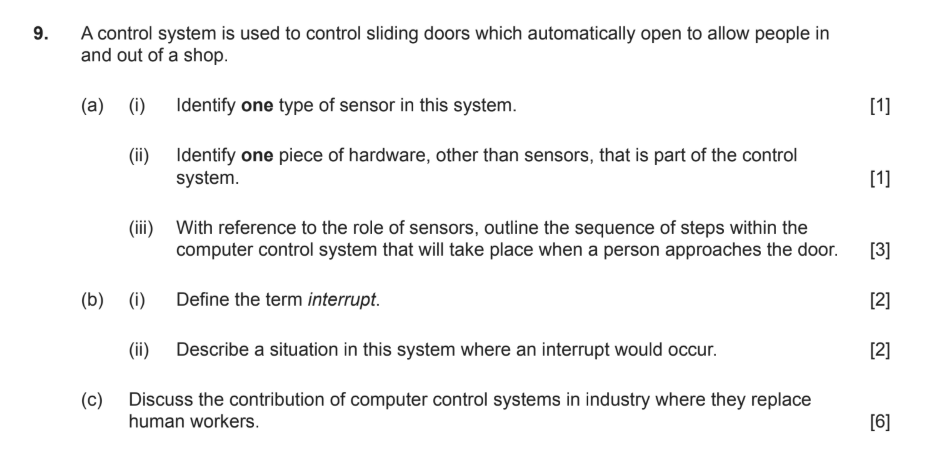 9. A control system is used to control sliding doors which automatically open to allow people in
and out of a shop.
(a) (i) Identify one type of sensor in this system. [1]
(ii) Identify one piece of hardware, other than sensors, that is part of the control
system. [1]
(iii) With reference to the role of sensors, outline the sequence of steps within the
computer control system that will take place when a person approaches the door. [3]
(b) (i) Define the term interrupt. [2]
(ii) Describe a situation in this system where an interrupt would occur. [2]
(c) Discuss the contribution of computer control systems in industry where they replace
human workers. [6]